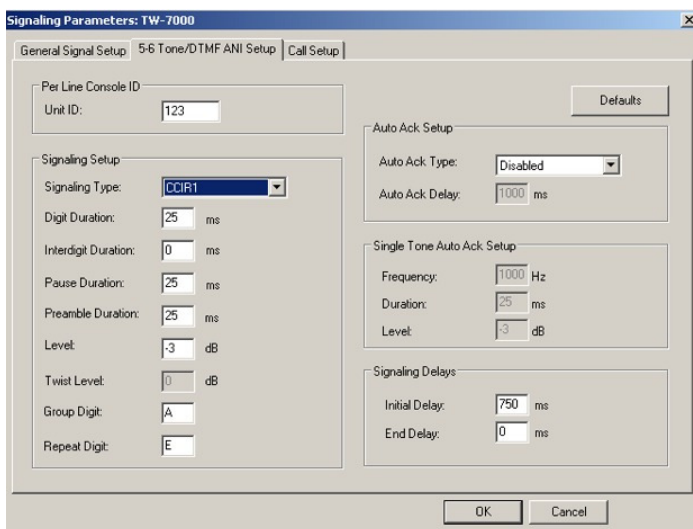 Signaling Parameters: TW-7000
General Signal Setup 5-6 Tone/DTMF ANI Setup Call Setup
Per Line Console ID
Unit ID: 123
Defaults
Signaling Setup
Signaling Type: CCIR1
Digit Duration: 25 ms
Interdigit Duration: 0 ms
Pause Duration: 25 ms
Preamble Duration: 25 ms
Level: -3 dB
Twist Level: 0 dB
Group Digit: A
Repeat Digit: E
Auto Ack Setup
Auto Ack Type: Disabled
Auto Ack Delay: 1000 ms
Single Tone Auto Ack Setup
Frequency: 1000 Hz
Duration: 25 ms
Level: -3 dB
Signaling Delays
Initial Delay: 750 ms
End Delay: 0 ms
OK Cancel